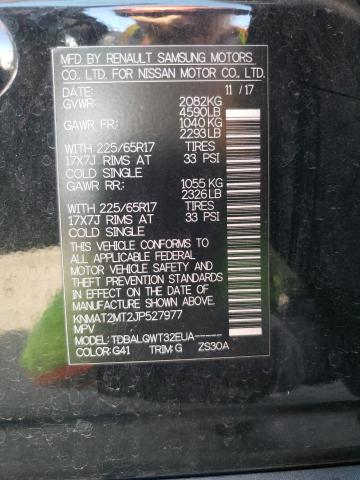 MFD BY RENAULT SAMSUNG MOTORS
CO., LTD. FOR NISSAN MOTOR CO., LTD.
DATE: 11 / 17
GVWR: 2082KG
4590LB
GAWR FR: 1040 KG
2293LB
WITH 225/65R17 TIRES
17X7J RIMS AT 33 PSI
COLD SINGLE
GAWR RR: 1055 KG
2326LB
WITH 225/65R17 TIRES
17X7J RIMS AT 33 PSI
COLD SINGLE
THIS VEHICLE CONFORMS TO
ALL APPLICABLE FEDERAL
MOTOR VEHICLE SAFETY AND
THEFT PREVENTION
STANDARDS IN EFFECT ON THE
DATE OF MANUFACTURE SHOWN
ABOVE.
KNMAT2MT2JP527977
MPV
MODEL: TDBALQWT32EUA------
COLOR: G41 TRIM: G ZS30A